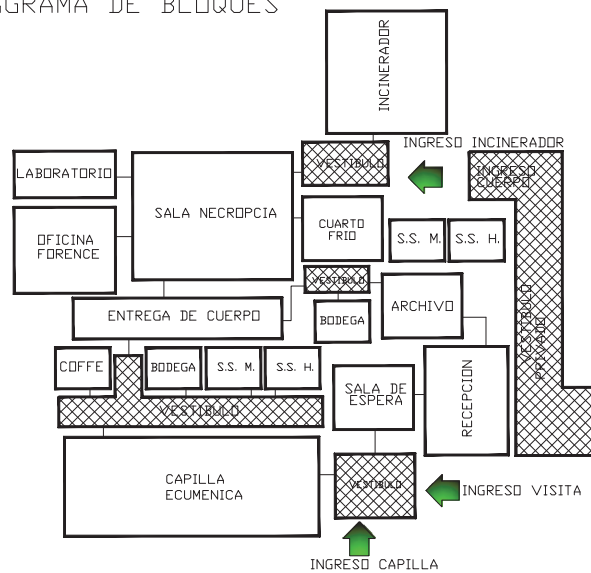 AGRAMA DE BLOQUES
INCINERADOR
INGRESO INCINERADOR
VESTIBULO
INGRESO
CUERPO
LABORATORIO
SALA NECROPCIA
CUARTO
FRIO
S.S. M.
S.S. H.
OFICINA
FORENCE
VESTIBULO
ARCHIVO
BODEGA
ENTREGA DE CUERPO
VESTIBULO
PRIVADO
COFFE
BODEGA
S.S. M.
S.S. H.
VESTIBULO
SALA DE
ESPERA
RECEPCION
CAPILLA
ECUMENICA
VESTIBULO
INGRESO VISITA
INGRESO CAPILLA